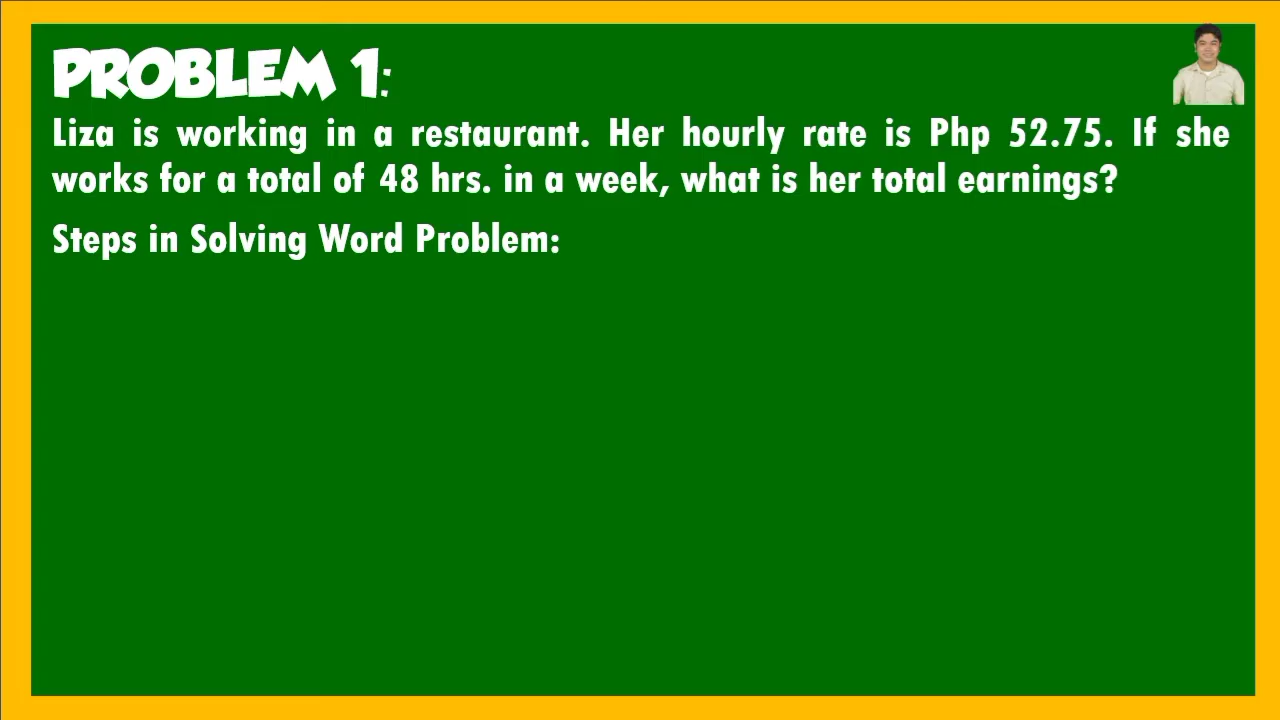 PROBLEM 1:
Liza is working in a restaurant. Her hourly rate is Php 52.75. If she
works for a total of 48 hrs. in a week, what is her total earnings?
Steps in Solving Word Problem: